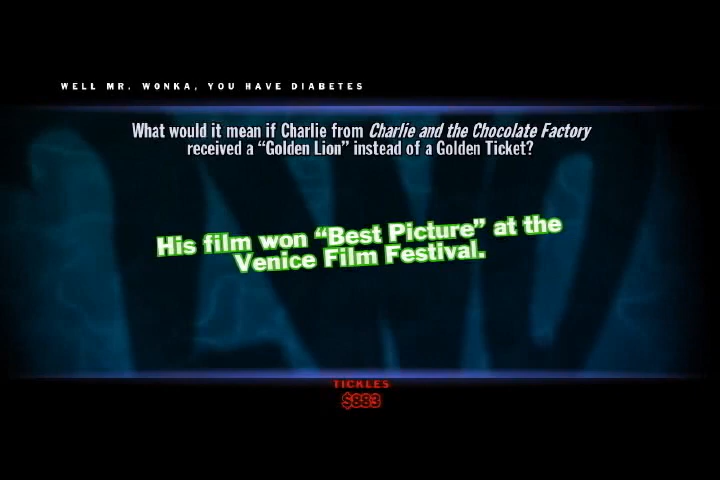 WELL MR. WONKA, YOU HAVE DIABETES
What would it mean if Charlie from Charlie and the Chocolate Factory
received a “Golden Lion” instead of a Golden Ticket?
His film won “Best Picture” at the
Venice Film Festival.
TICKLES
$883